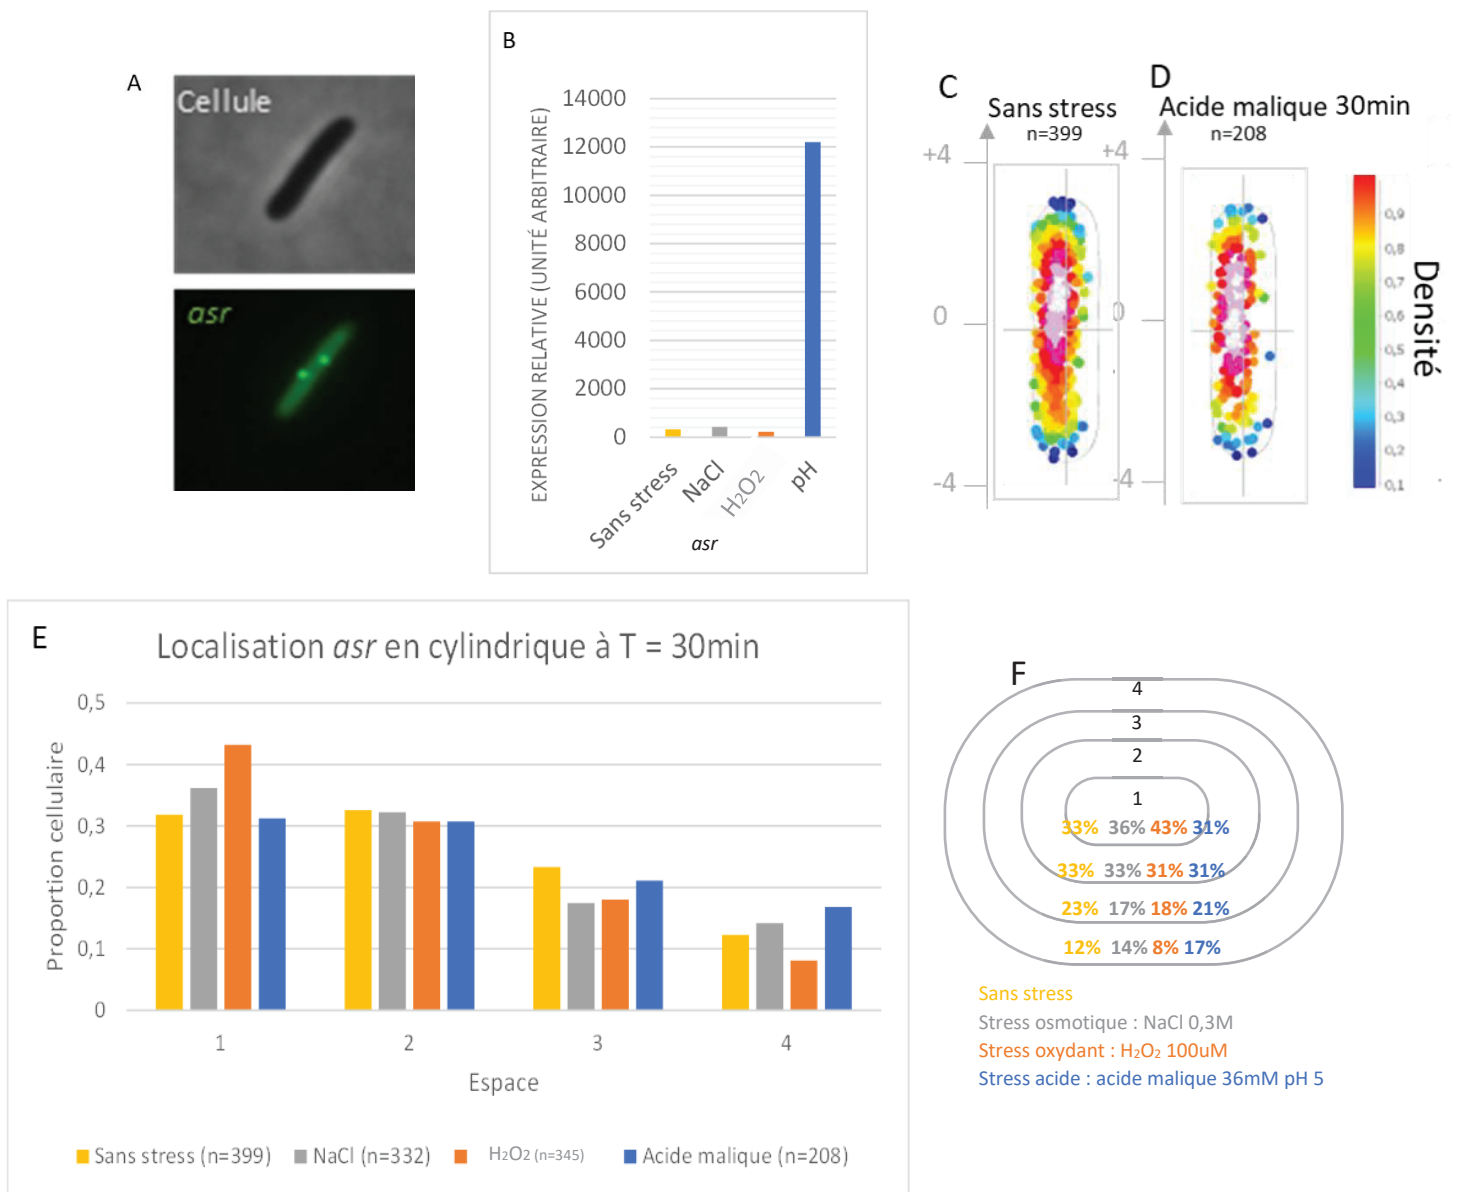 A
Cellule
asr
B
EXPRESSION RELATIVE (UNITÉ ARBITRAIRE)
14000
12000
10000
8000
6000
4000
2000
0
Sans stress
NaCl
H2O2
pH
asr
C
Sans stress
n=399
+4
0
-4
D
Acide malique 30min
n=208
+4
0
-4
0,9
0,8
0,7
0,6
0,5
0,4
0,3
0,2
0,1
Densité
E
Localisation asr en cylindrique à T = 30min
Proportion cellulaire
0,5
0,4
0,3
0,2
0,1
0
1 2 3 4
Espace
Sans stress (n=399) NaCl (n=332) H2O2 (n=345) Acide malique (n=208)
F
4
3
2
1
33% 36% 43% 31%
33% 33% 31% 31%
23% 17% 18% 21%
12% 14% 8% 17%
Sans stress
Stress osmotique : NaCl 0,3M
Stress oxydant : H2O2 100uM
Stress acide : acide malique 36mM pH 5